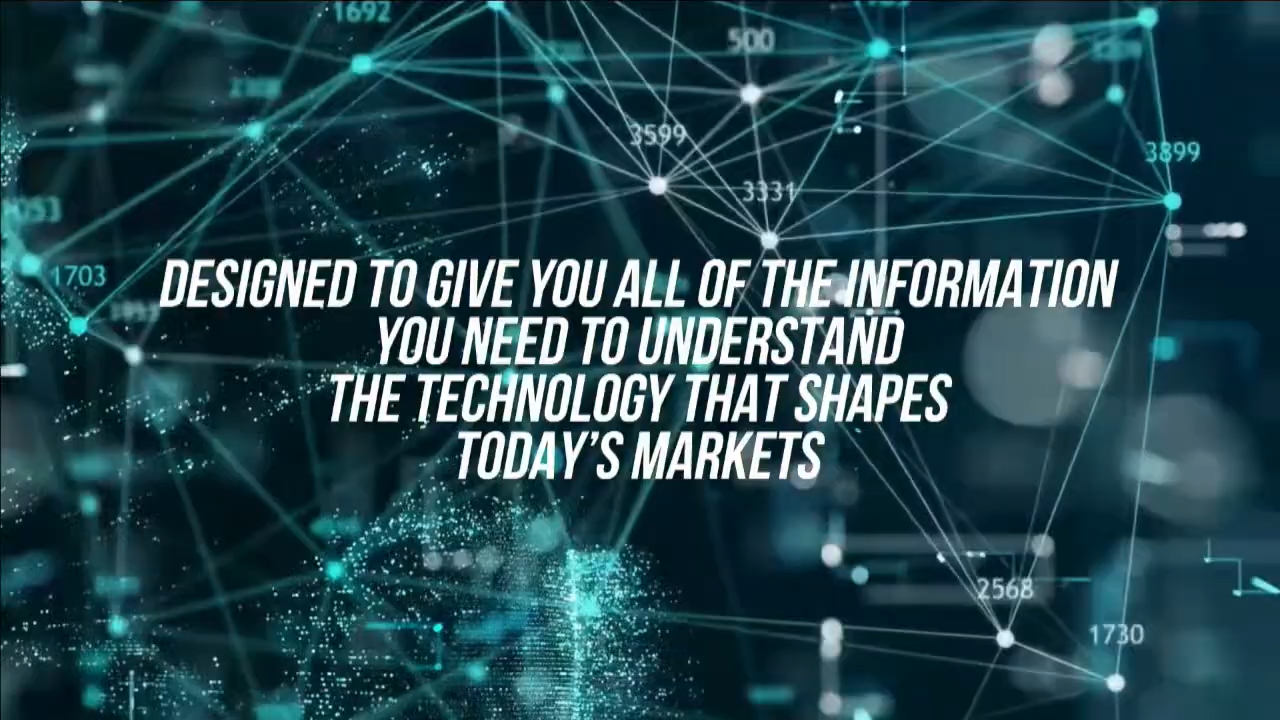 1692
500
3599
3899
3331
1703
DESIGNED TO GIVE YOU ALL OF THE INFORMATION
YOU NEED TO UNDERSTAND
THE TECHNOLOGY THAT SHAPES
TODAY’S MARKETS
2568
1730